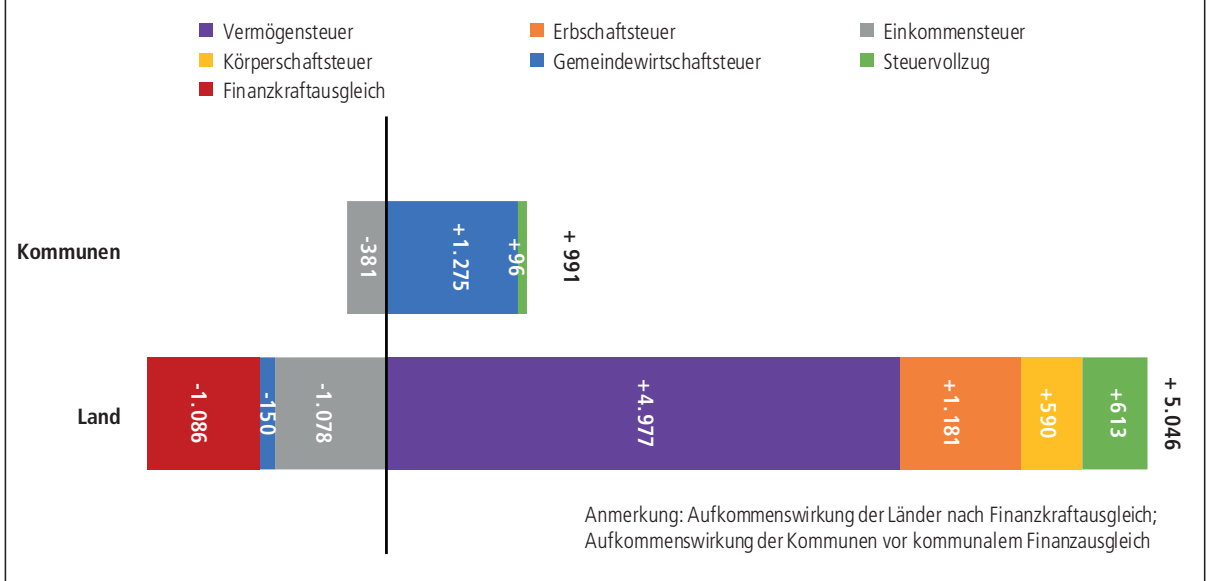 Vermögensteuer
Erbschaftsteuer
Einkommensteuer
Körperschaftsteuer
Gemeindewirtschaftsteuer
Steuervollzug
Finanzkraftausgleich
Kommunen
-381
+1.275
+96
+ 991
Land
-1.086
-150
-1.078
+4.977
+1.181
+590
+613
+ 5.046
Anmerkung: Aufkommenswirkung der Länder nach Finanzkraftausgleich;
Aufkommenswirkung der Kommunen vor kommunalem Finanzausgleich